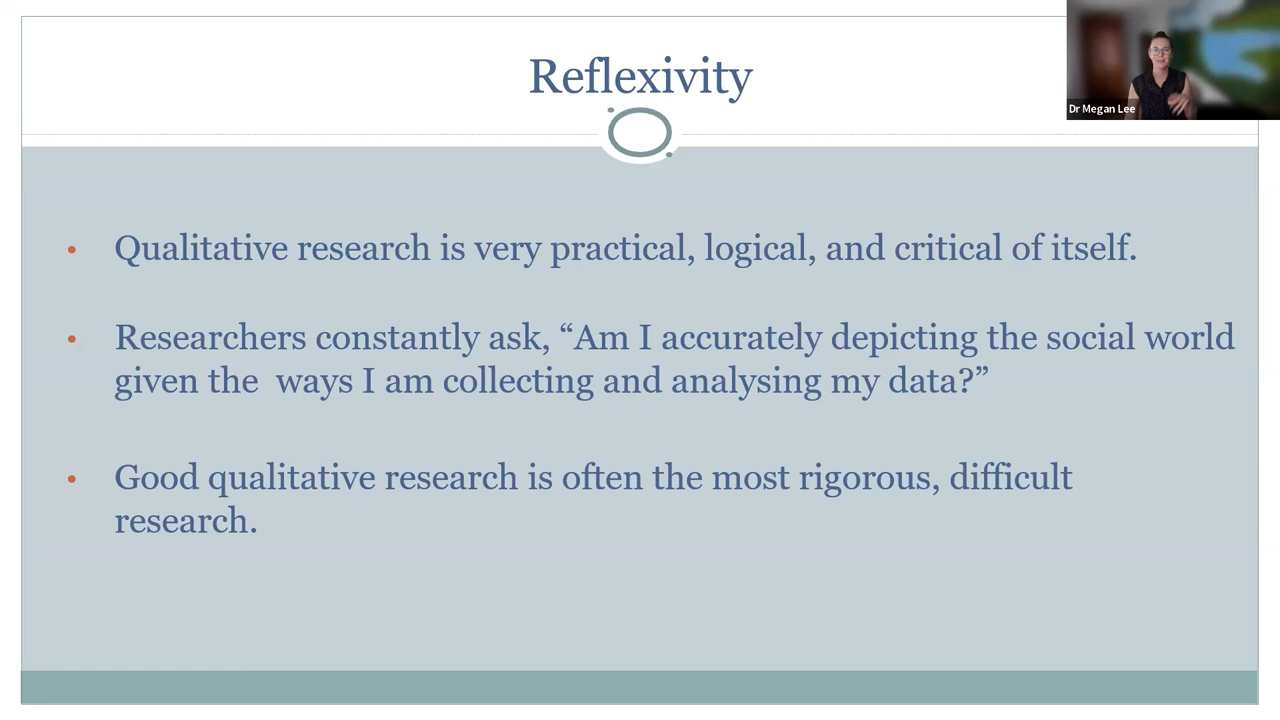 Reflexivity
Dr Megan Lee
• Qualitative research is very practical, logical, and critical of itself.
• Researchers constantly ask, “Am I accurately depicting the social world
given the  ways I am collecting and analysing my data?”
• Good qualitative research is often the most rigorous, difficult
research.